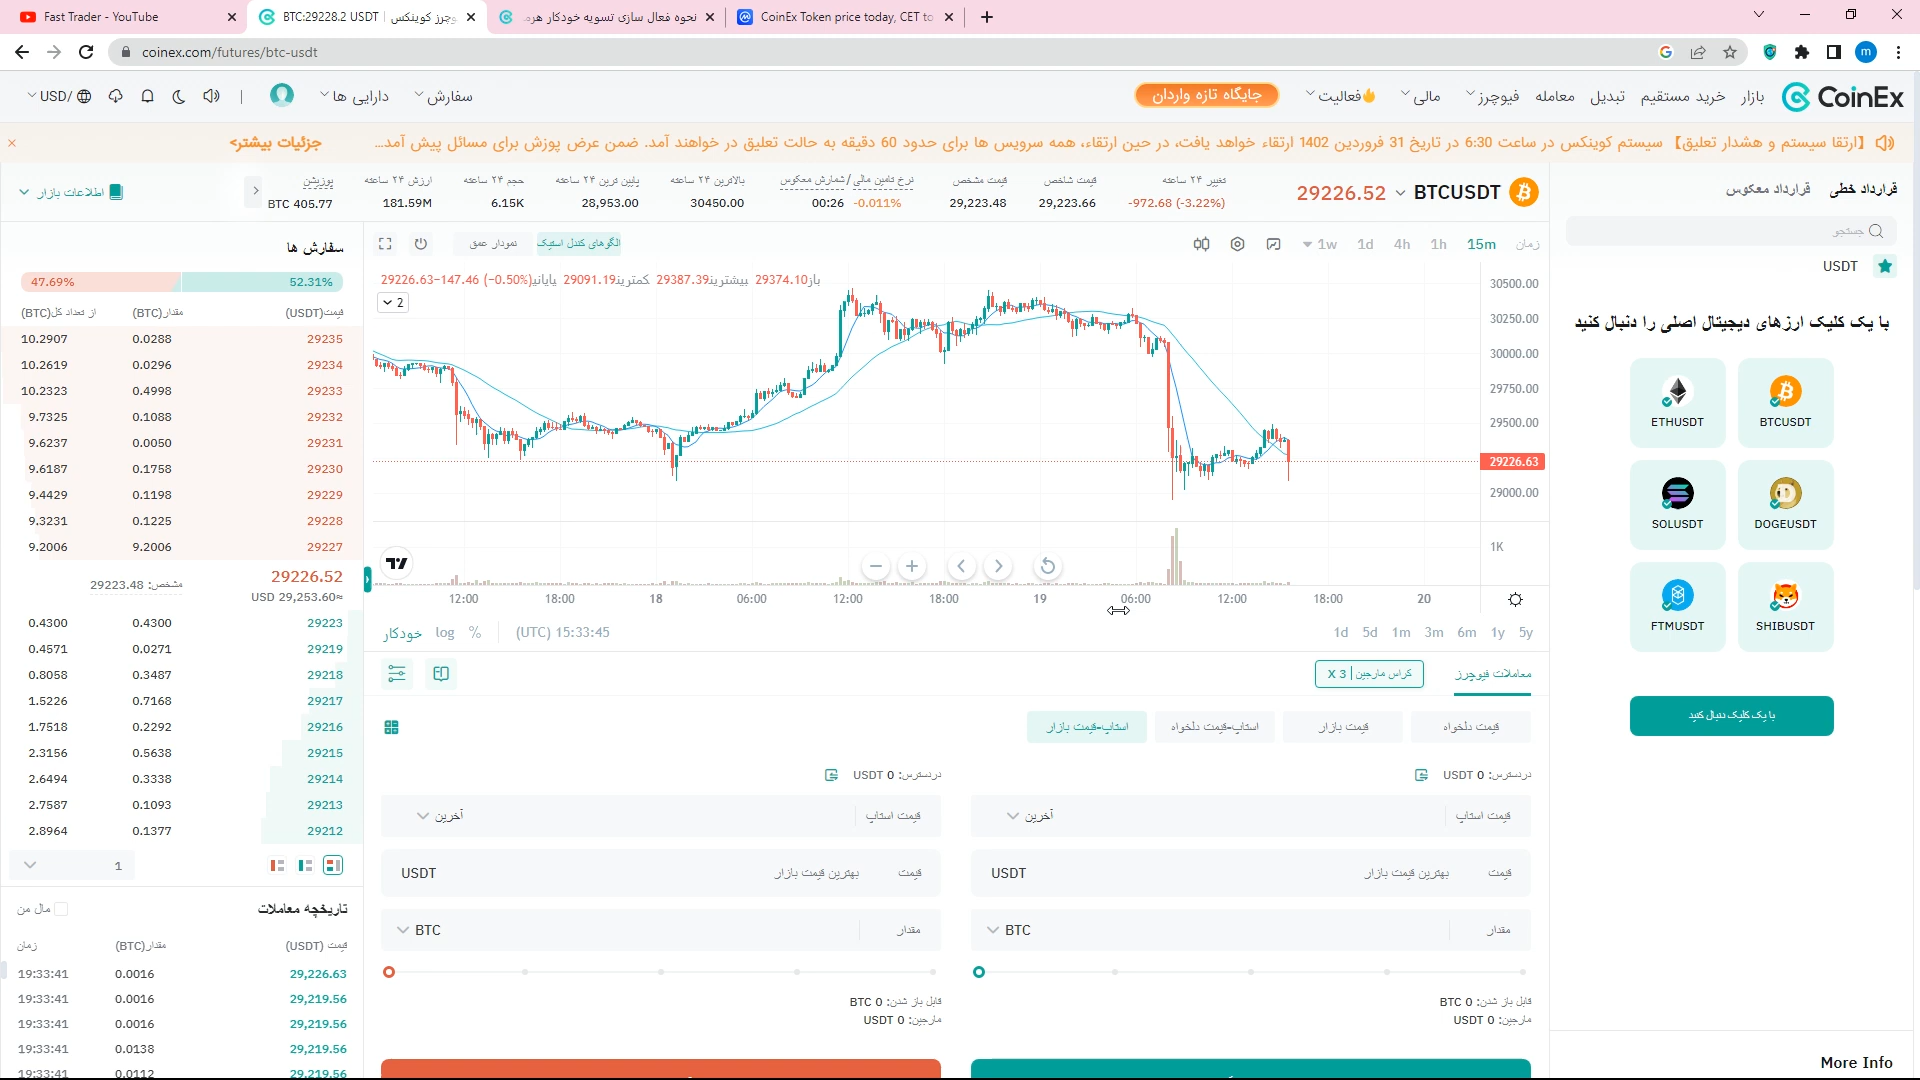 Fast Trader - YouTube
BTC:29228.2 USDT | فیوچرز کوینکس
نحوه فعال سازی تسویه خودکار هزه
CoinEx Token price today, CET to
coinex.com/futures/btc-usdt
m
CoinEx
بازار
خرید مستقیم
تبدیل
معامله
فیوچرز
مالی
فعالیت
جایگاه تازه واردان
سفارش
دارایی ها
USD/
【ارتقا سیستم و هشدار تعلیق】 سیستم کوینکس در ساعت 6:30 در تاریخ 31 فروردین 1402 ارتقاء خواهد یافت، در حین ارتقاء، همه سرویس ها برای حدود 60 دقیقه به حالت تعلیق در خواهند آمد. ضمن عرض پوزش برای مسائل پیش آمد...
جزئیات بیشتر>
قرارداد خطی
قرارداد معکوس
جستجو
USDT
با یک کلیک ارزهای دیجیتال اصلی را دنبال کنید
BTCUSDT
ETHUSDT
DOGEUSDT
SOLUSDT
SHIBUSDT
FTMUSDT
با یک کلیک دنبال کنید
More Info
BTCUSDT
29226.52
تغییر ۲۴ ساعته
-972.68 (-3.22%)
قیمت شاخص
29,223.66
قیمت مشخص
29,223.48
نرخ تامین مالی/شمارش معکوس
-0.011%
00:26
بالاترین ۲۴ ساعته
30450.00
پایین ترین ۲۴ ساعته
28,953.00
حجم ۲۴ ساعته
6.15K
ارزش ۲۴ ساعته
181.59M
پوزیشن
405.77 BTC
اطلاعات بازار
زمان
15m
1h
4h
1d
1w
الگوهای کندل استیک
نمودار عمق
باز29374.10 بیشترین29387.39 کمترین29091.19 پایانی29226.63−147.46 (−0.50%)
2
30500.00
30250.00
30000.00
29750.00
29500.00
29226.63
29000.00
1K
12:00
18:00
18
06:00
12:00
18:00
19
06:00
12:00
18:00
20
خودکار
log
%
15:33:45 (UTC)
1d
5d
1m
3m
6m
1y
5y
معاملات فیوچرز
کراس مارجین | 3 X
قیمت دلخواه
قیمت بازار
استاپ-قیمت دلخواه
استاپ-قیمت بازار
دردسترس: 0 USDT
قیمت استاپ
آخرین
قیمت
بهترین قیمت بازار
USDT
مقدار
BTC
قابل باز شدن: 0 BTC
مارجین: 0 USDT
دردسترس: 0 USDT
قیمت استاپ
آخرین
قیمت
بهترین قیمت بازار
USDT
مقدار
BTC
قابل باز شدن: 0 BTC
مارجین: 0 USDT
سفارش ها
52.31%
47.69%
قیمت(USDT)
مقدار(BTC)
از تعداد کل(BTC)
29235 0.0288 10.2907
29234 0.0296 10.2619
29233 0.4998 10.2323
29232 0.1088 9.7325
29231 0.0050 9.6237
29230 0.1758 9.6187
29229 0.1198 9.4429
29228 0.1225 9.3231
29227 9.2006 9.2006
29226.52
مشخص: 29223.48
≈29,253.60 USD
29223 0.4300 0.4300
29219 0.0271 0.4571
29218 0.3487 0.8058
29217 0.7168 1.5226
29216 0.2292 1.7518
29215 0.5638 2.3156
29214 0.3338 2.6494
29213 0.1093 2.7587
29212 0.1377 2.8964
1
تاریخچه معاملات
مال من
قیمت (USDT)
مقدار(BTC)
زمان
29,226.63 0.0016 19:33:41
29,219.56 0.0016 19:33:41
29,219.56 0.0016 19:33:41
29,219.56 0.0138 19:33:41
29,219.56 0.0112 19:33:41